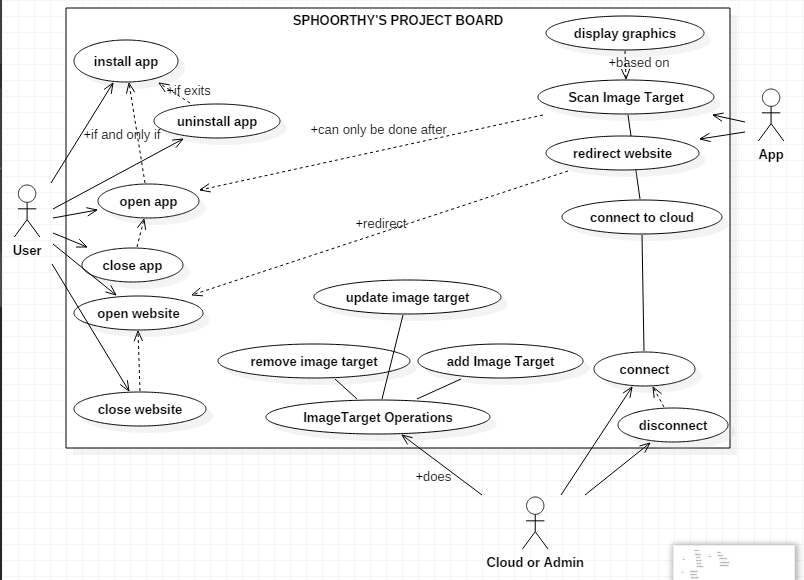 SPHOORTHY'S PROJECT BOARD
display graphics
+based on
install app
+if exits
Scan Image Target
uninstall app
+if and only if
+can only be done after
redirect website
App
open app
connect to cloud
+redirect
User
close app
update image target
open website
remove image target
add Image Target
connect
close website
ImageTarget Operations
disconnect
+does
Cloud or Admin